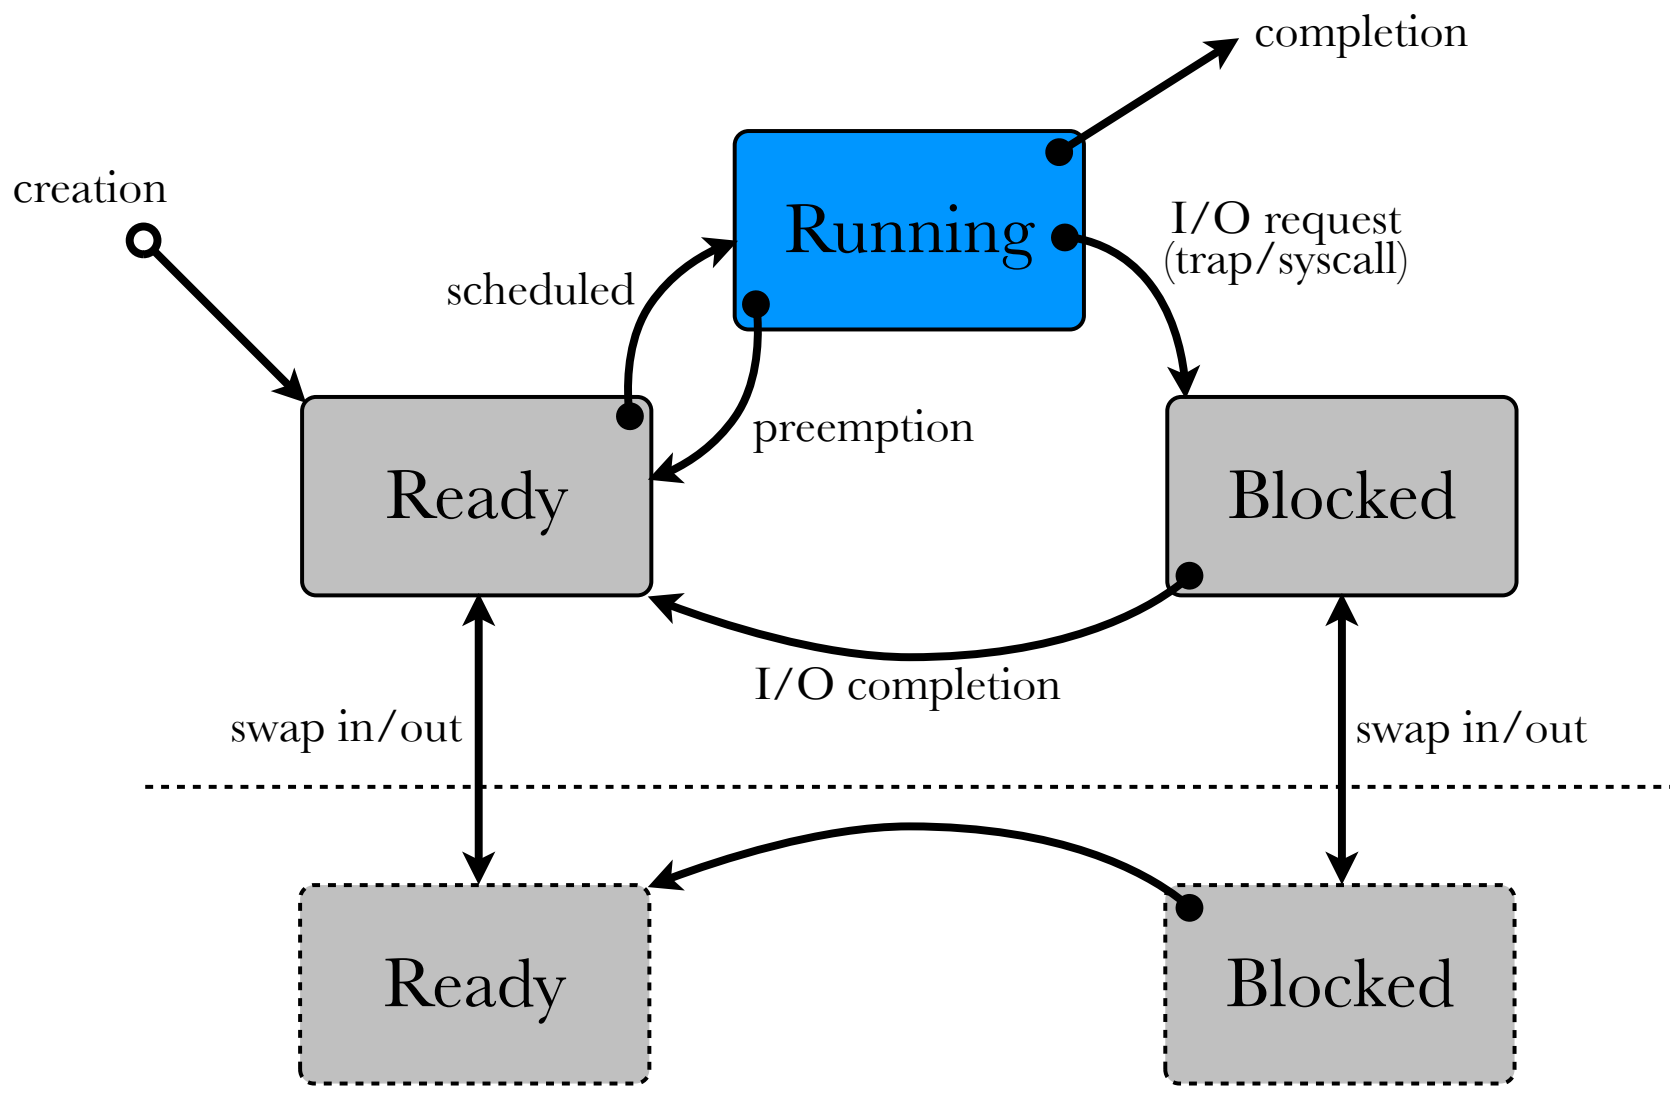 completion
creation
Running
I/O request
(trap/syscall)
scheduled
preemption
Ready
Blocked
I/O completion
swap in/out
swap in/out
Ready
Blocked